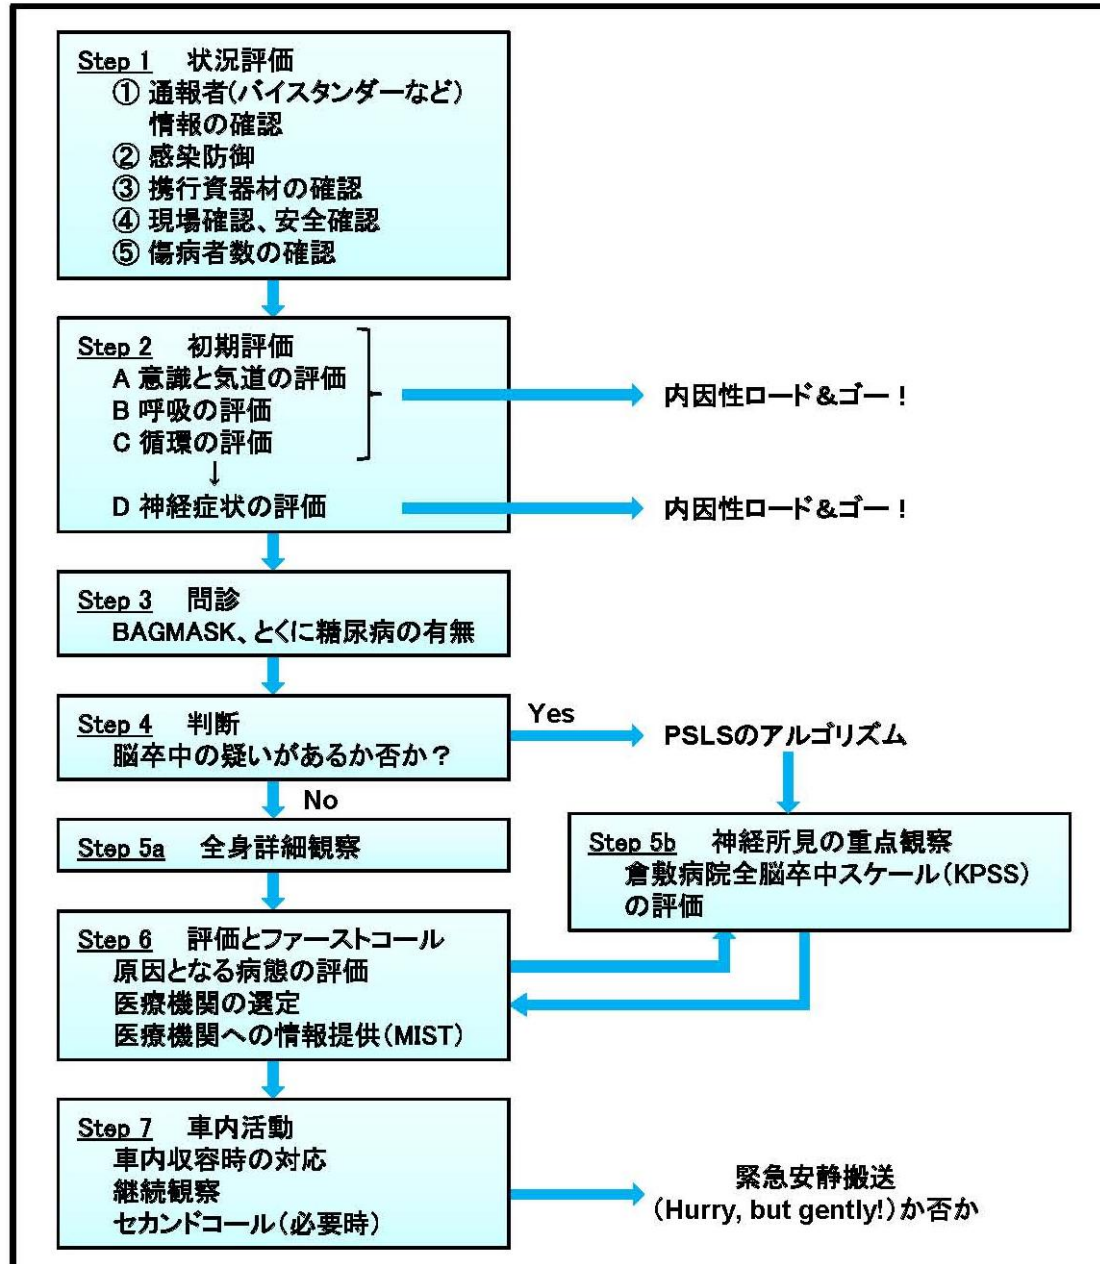 Step 1 状況評価
① 通報者(バイスタンダーなど)
情報の確認
② 感染防御
③ 携行資器材の確認
④ 現場確認、安全確認
⑤ 傷病者数の確認
Step 2 初期評価
A 意識と気道の評価
B 呼吸の評価
C 循環の評価
↓
D 神経症状の評価
内因性ロード&ゴー！
内因性ロード&ゴー！
Step 3 問診
BAGMASK、とくに糖尿病の有無
Step 4 判断
脳卒中の疑いがあるか否か？
Yes
PSLSのアルゴリズム
No
Step 5a 全身詳細観察
Step 5b 神経所見の重点観察
倉敷病院全脳卒中スケール(KPSS)
の評価
Step 6 評価とファーストコール
原因となる病態の評価
医療機関の選定
医療機関への情報提供(MIST)
Step 7 車内活動
車内収容時の対応
継続観察
セカンドコール(必要時)
緊急安静搬送
(Hurry, but gently!)か否か